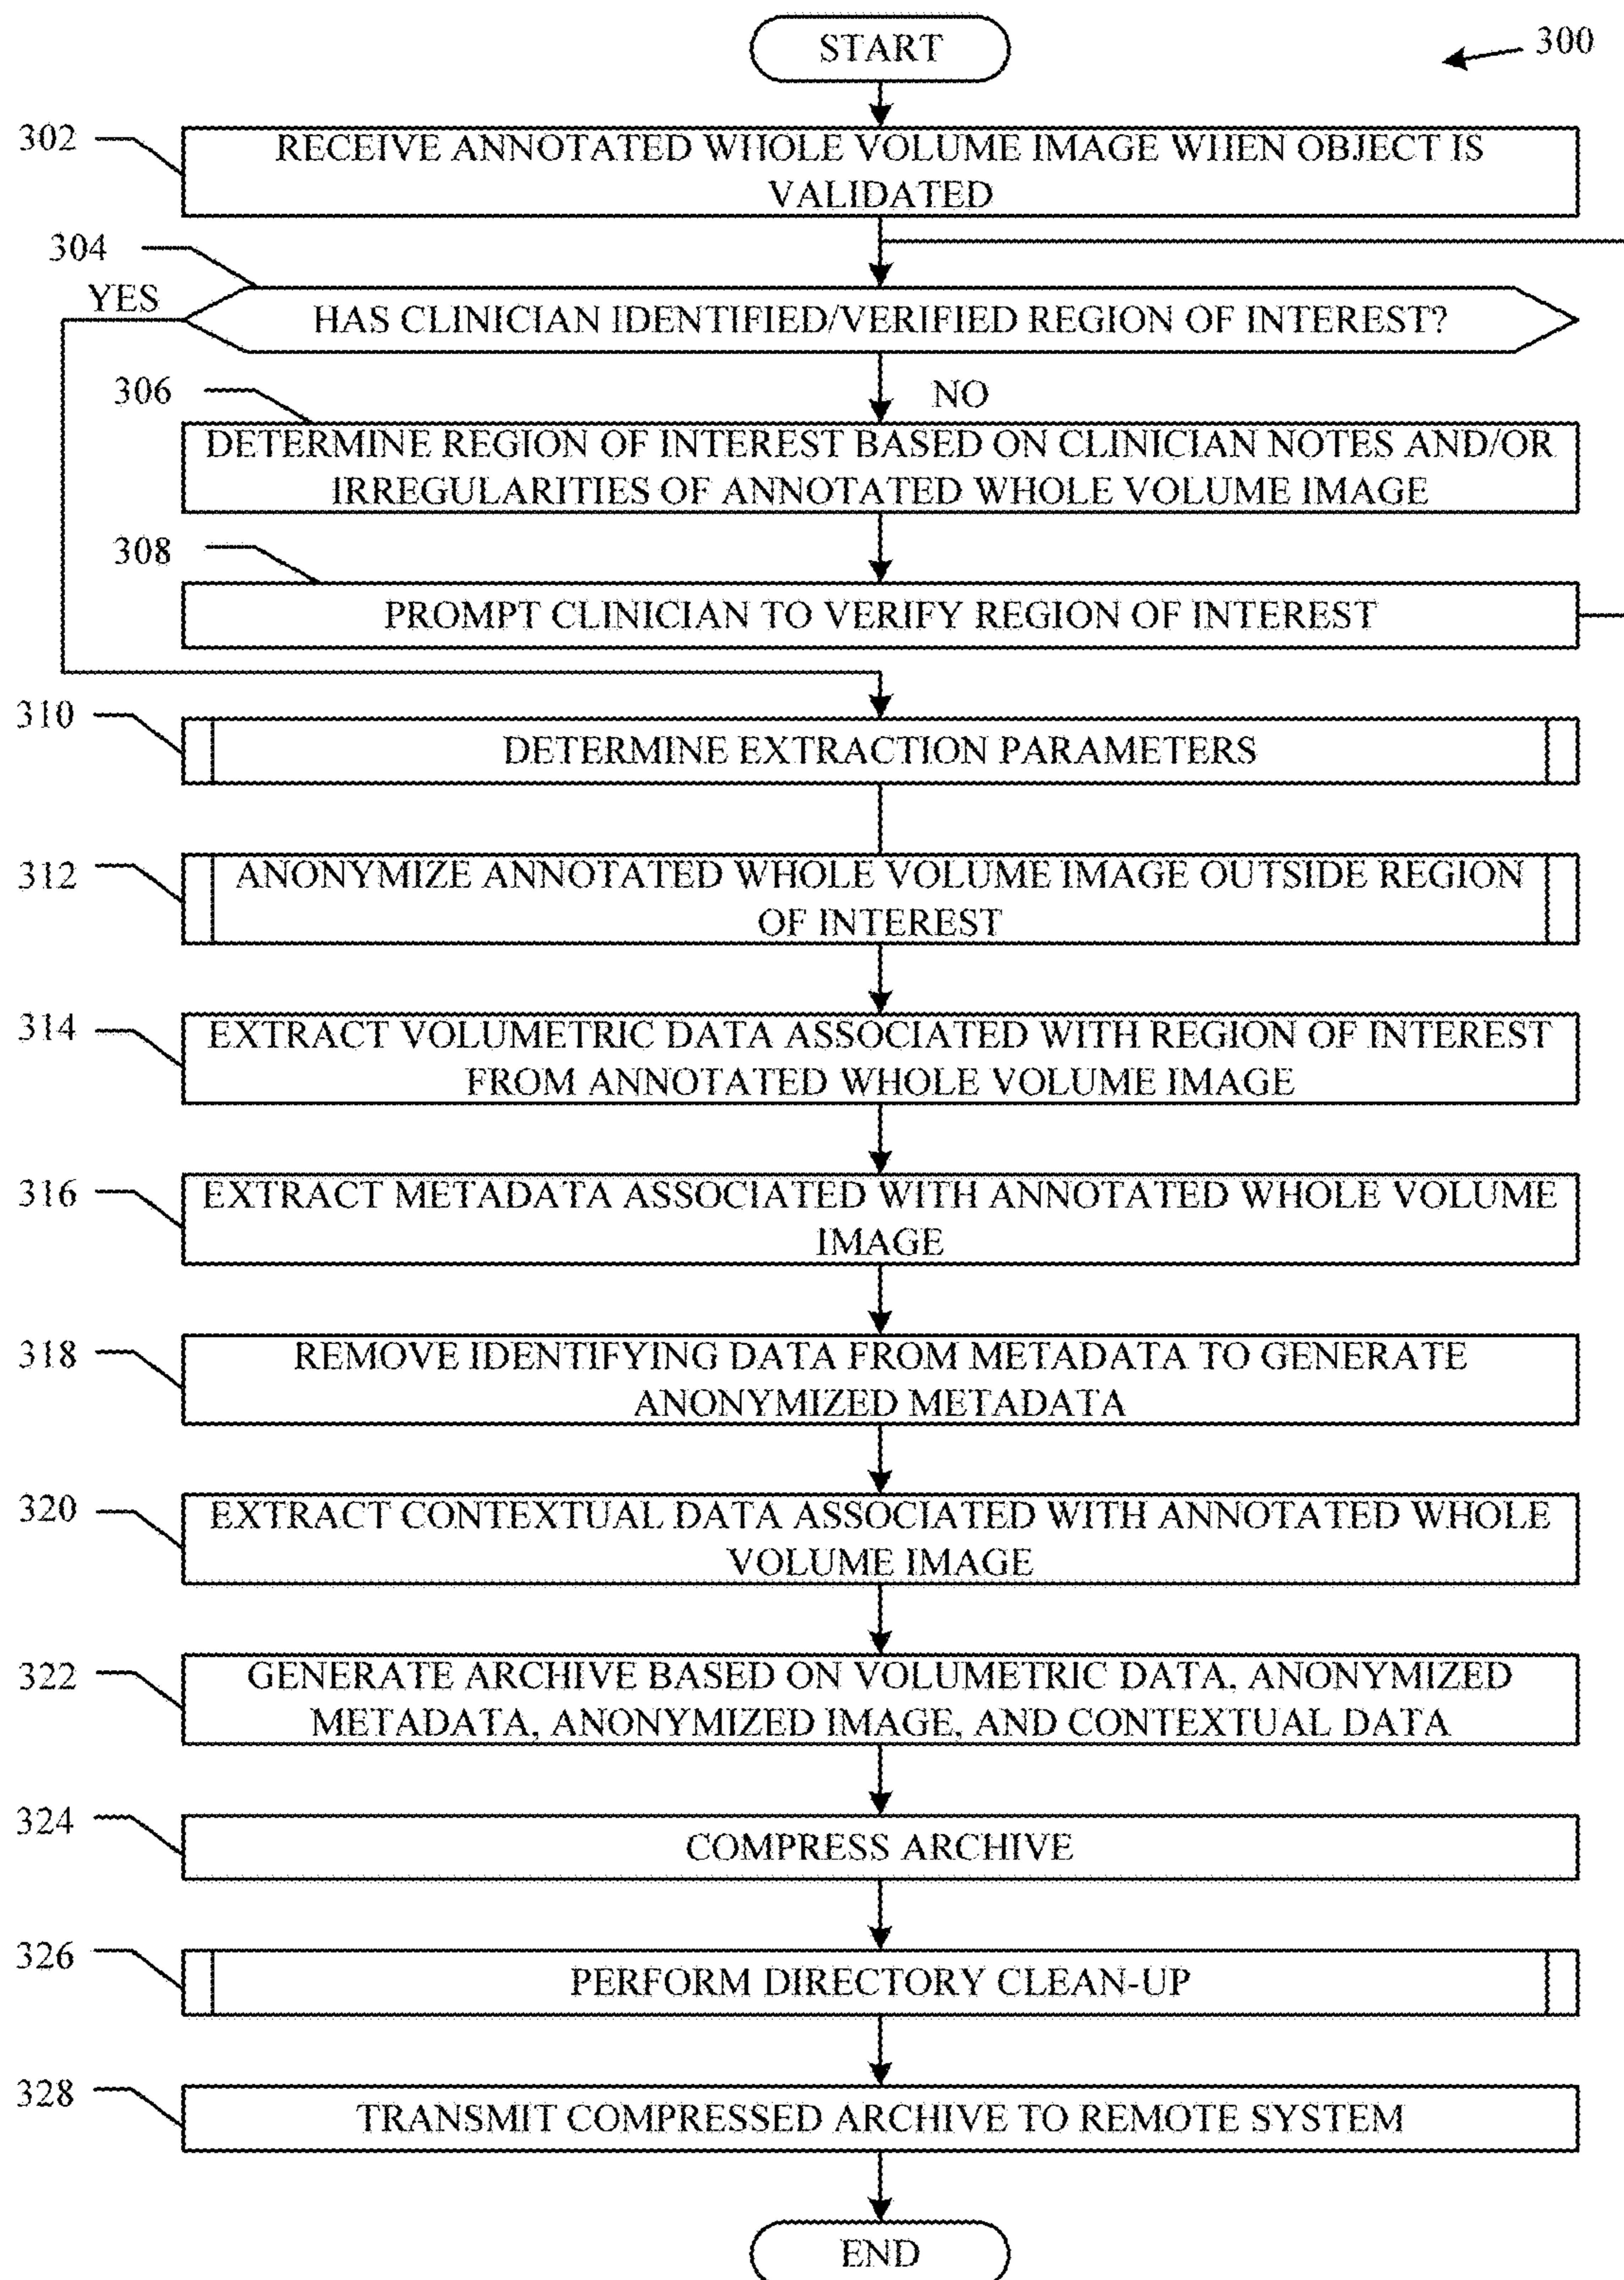 START
300
302
RECEIVE ANNOTATED WHOLE VOLUME IMAGE WHEN OBJECT IS
VALIDATED
304
YES
HAS CLINICIAN IDENTIFIED/VERIFIED REGION OF INTEREST?
NO
306
DETERMINE REGION OF INTEREST BASED ON CLINICIAN NOTES AND/OR
IRREGULARITIES OF ANNOTATED WHOLE VOLUME IMAGE
308
PROMPT CLINICIAN TO VERIFY REGION OF INTEREST
310
DETERMINE EXTRACTION PARAMETERS
312
ANONYMIZE ANNOTATED WHOLE VOLUME IMAGE OUTSIDE REGION
OF INTEREST
314
EXTRACT VOLUMETRIC DATA ASSOCIATED WITH REGION OF INTEREST
FROM ANNOTATED WHOLE VOLUME IMAGE
316
EXTRACT METADATA ASSOCIATED WITH ANNOTATED WHOLE VOLUME
IMAGE
318
REMOVE IDENTIFYING DATA FROM METADATA TO GENERATE
ANONYMIZED METADATA
320
EXTRACT CONTEXTUAL DATA ASSOCIATED WITH ANNOTATED WHOLE
VOLUME IMAGE
322
GENERATE ARCHIVE BASED ON VOLUMETRIC DATA, ANONYMIZED
METADATA, ANONYMIZED IMAGE, AND CONTEXTUAL DATA
324
COMPRESS ARCHIVE
326
PERFORM DIRECTORY CLEAN-UP
328
TRANSMIT COMPRESSED ARCHIVE TO REMOTE SYSTEM
END